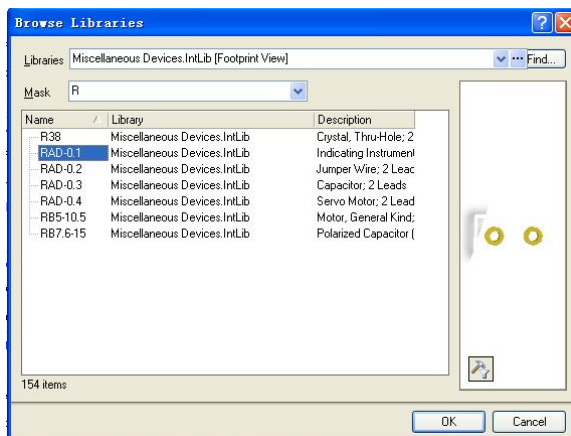 Browse Libraries
Libraries Miscellaneous Devices.IntLib [Footprint View] ... Find...
Mask R
Name Library Description
R38 Miscellaneous Devices.IntLib Crystal, Thru-Hole; 2
RAD-0.1 Miscellaneous Devices.IntLib Indicating Instrument
RAD-0.2 Miscellaneous Devices.IntLib Jumper Wire; 2 Leac
RAD-0.3 Miscellaneous Devices.IntLib Capacitor; 2 Leads
RAD-0.4 Miscellaneous Devices.IntLib Servo Motor; 2 Lead
RB5-10.5 Miscellaneous Devices.IntLib Motor, General Kind;
RB7.6-15 Miscellaneous Devices.IntLib Polarized Capacitor (
154 items
OK Cancel